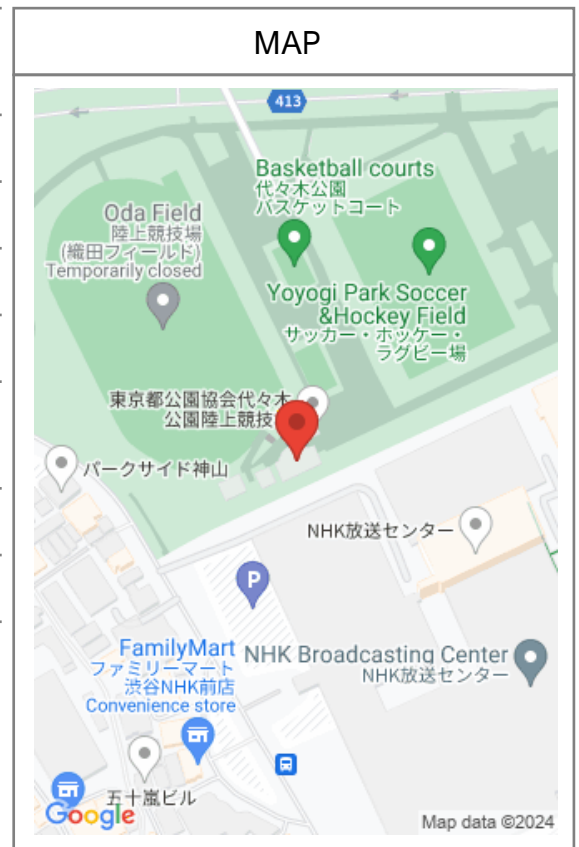 MAP
413
Basketball courts
代々木公園
バスケットコート
Oda Field
陸上競技場
(織田フィールド)
Temporarily closed
Yoyogi Park Soccer
&Hockey Field
サッカー・ホッケー・
ラグビー場
東京都公園協会代々木
公園陸上競技
パークサイド神山
NHK放送センター
P
FamilyMart
ファミリーマート
渋谷NHK前店
Convenience store
NHK Broadcasting Center
NHK放送センター
五十嵐ビル
Google
Map data ©2024